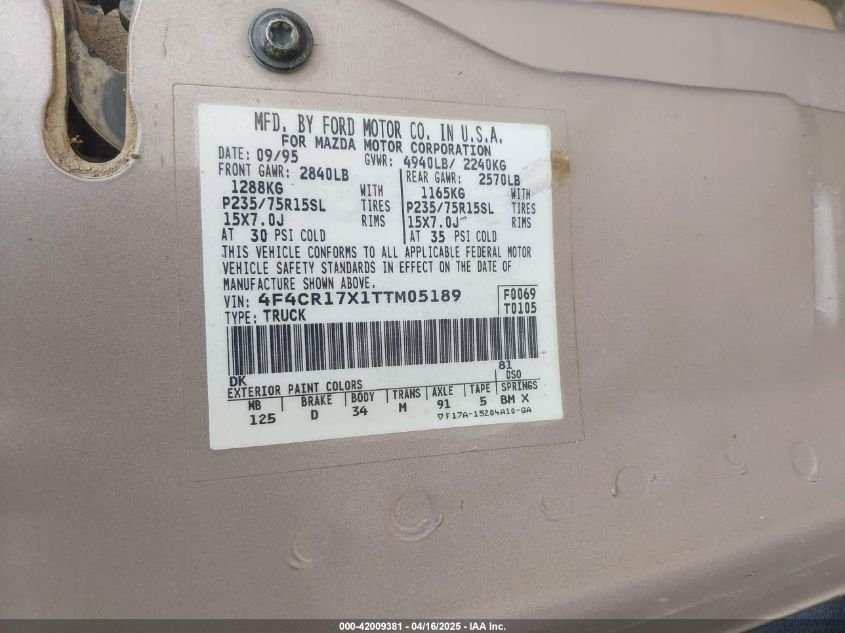 MFD. BY FORD MOTOR CO. IN U.S.A.
FOR MAZDA MOTOR CORPORATION
DATE: 09/95 GVWR: 4940LB/ 2240KG
FRONT GAWR: 2840LB REAR GAWR: 2570LB
1288KG WITH 1165KG WITH
P235/75R15SL TIRES P235/75R15SL TIRES
15X7.0J RIMS 15X7.0J RIMS
AT 30 PSI COLD AT 35 PSI COLD
THIS VEHICLE CONFORMS TO ALL APPLICABLE FEDERAL MOTOR
VEHICLE SAFETY STANDARDS IN EFFECT ON THE DATE OF
MANUFACTURE SHOWN ABOVE.
VIN: 4F4CR17X1TTM05189 F0069
TYPE: TRUCK T0105
81
DK DSO
EXTERIOR PAINT COLORS
WB BRAKE BODY TRANS AXLE TAPE SPRINGS
125 D 34 M 91 5 BM X
F17A-15204A10-GA
000-42009381 / 04/16/2025 - IAA Inc.